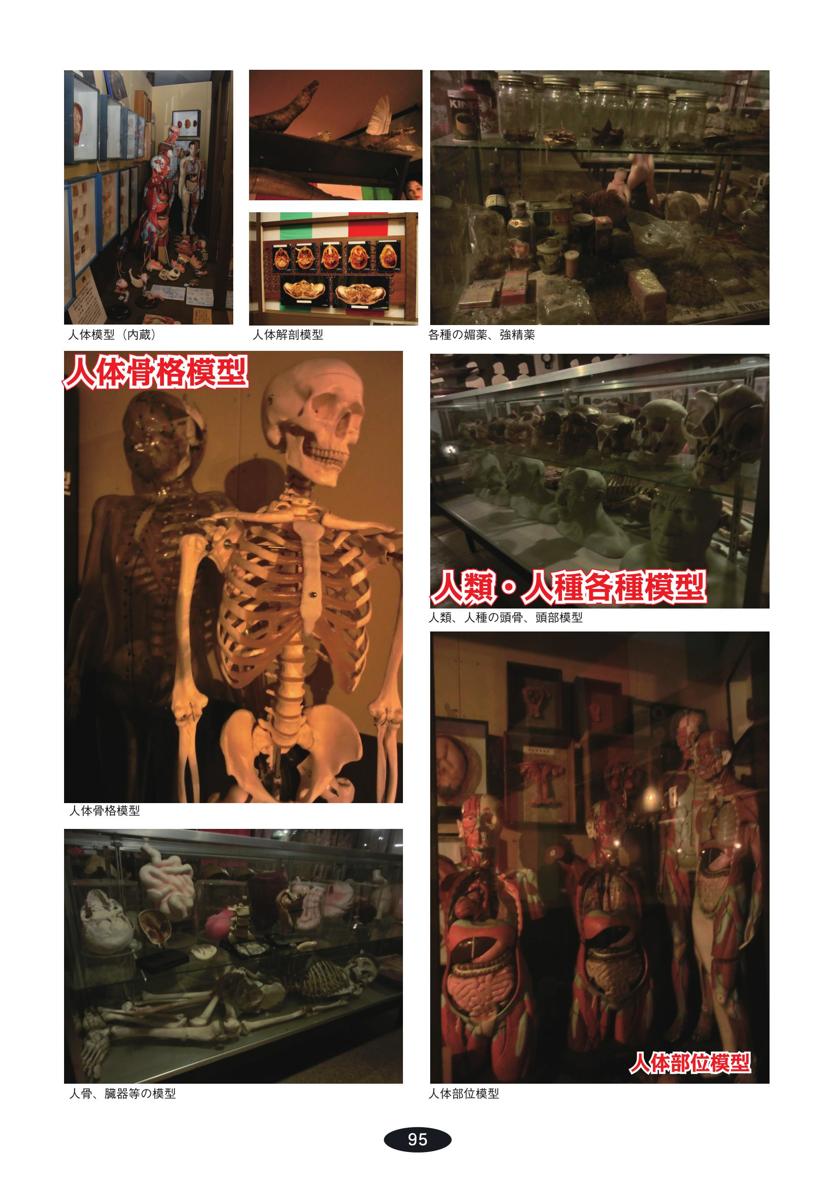 人体模型（内蔵）
人体解剖模型
各種の媚薬、強精薬
人体骨格模型
人体骨格模型
人類・人種各種模型
人類、人種の頭骨、頭部模型
人骨、臓器等の模型
人体部位模型
人体部位模型
95